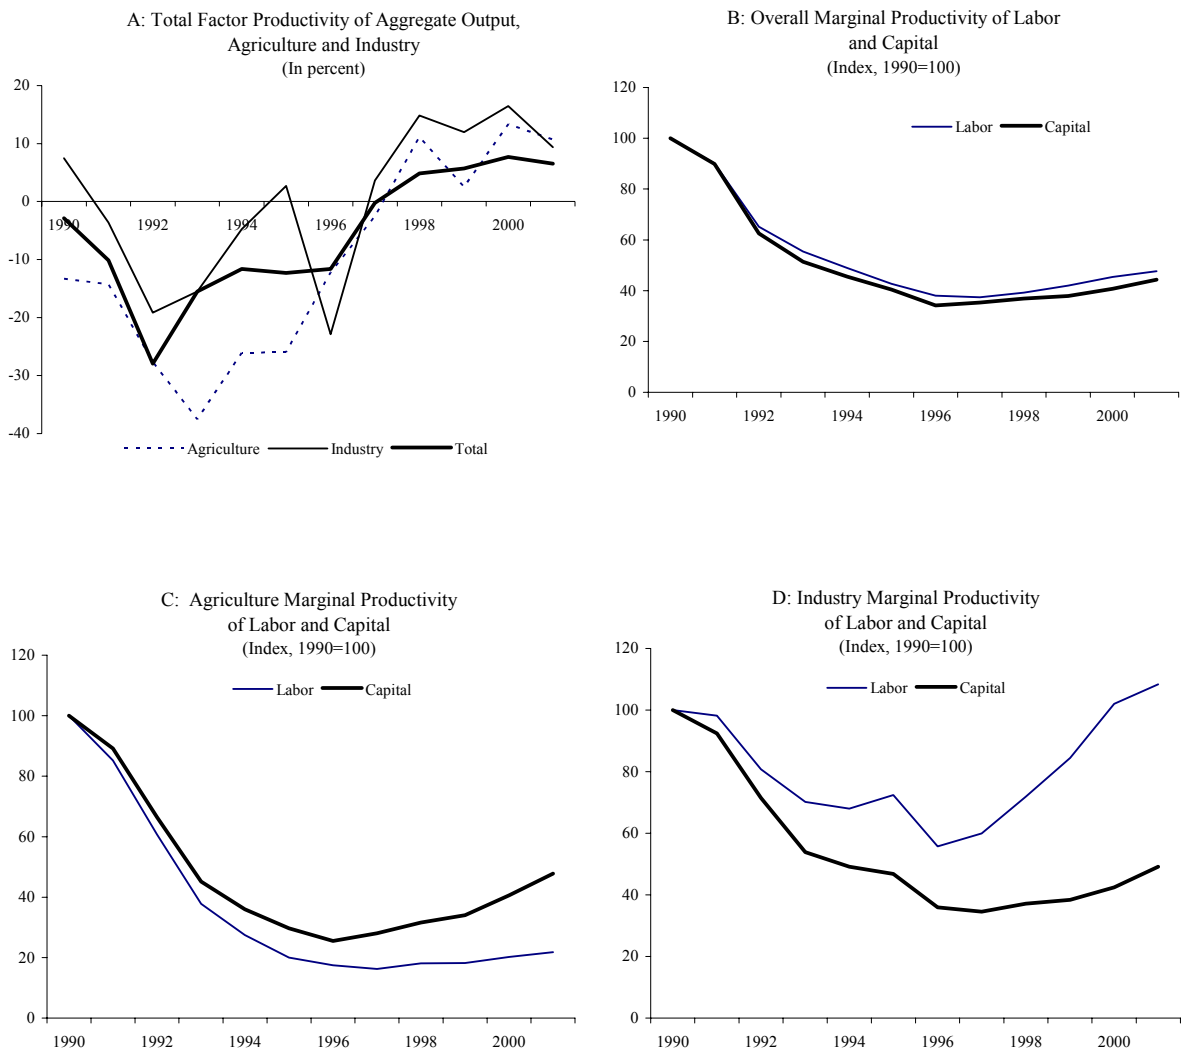 A: Total Factor Productivity of Aggregate Output,
Agriculture and Industry
(In percent)
20
10
0
-10
-20
-30
-40
1990 1992 1994 1996 1998 2000
Agriculture Industry Total
B: Overall Marginal Productivity of Labor
and Capital
(Index, 1990=100)
120
100
80
60
40
20
0
Labor Capital
1990 1992 1994 1996 1998 2000
C: Agriculture Marginal Productivity
of Labor and Capital
(Index, 1990=100)
120
100
80
60
40
20
0
Labor Capital
1990 1992 1994 1996 1998 2000
D: Industry Marginal Productivity
of Labor and Capital
(Index, 1990=100)
120
100
80
60
40
20
0
Labor Capital
1990 1992 1994 1996 1998 2000